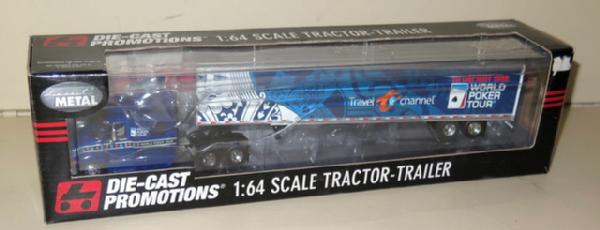 DIE-CAST PROMOTIONS® 1:64 SCALE TRACTOR-TRAILER
METAL
Travel channel
WORLD
POKER
TOUR
DIE-CAST
PROMOTIONS® 1:64 SCALE TRACTOR-TRAILER